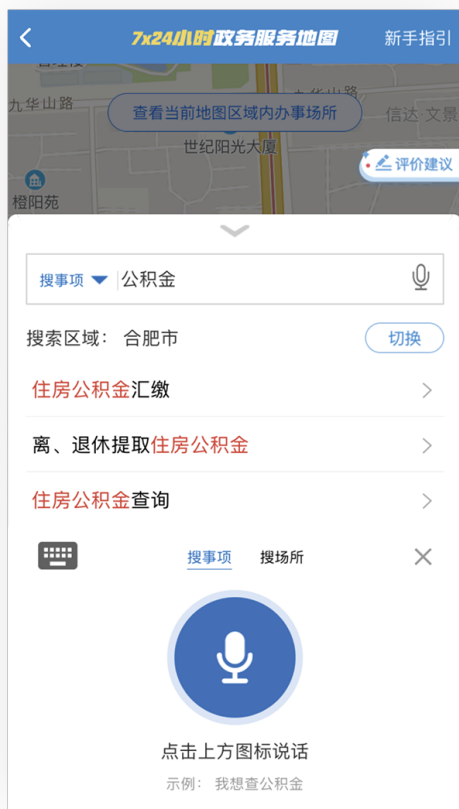 7x24小时政务服务地图 新手指引
九华山路 九华山路
查看当前地图区域内办事场所 信达·文景
世纪阳光大厦
评价建议
橙阳苑
搜事项 公积金
搜索区域： 合肥市 切换
住房公积金汇缴
离、退休提取住房公积金
住房公积金查询
搜事项 搜场所
点击上方图标说话
示例： 我想查公积金